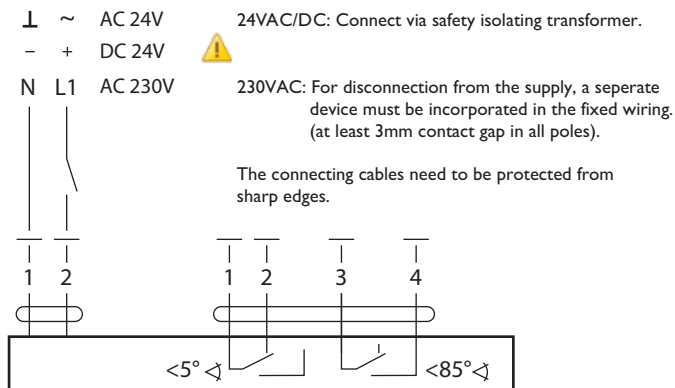 ⊥ ~ AC 24V
24VAC/DC: Connect via safety isolating transformer.
– + DC 24V
N L1 AC 230V
230VAC: For disconnection from the supply, a seperate
device must be incorporated in the fixed wiring.
(at least 3mm contact gap in all poles).
The connecting cables need to be protected from
sharp edges.
1 2 1 2 3 4
<5° <85°